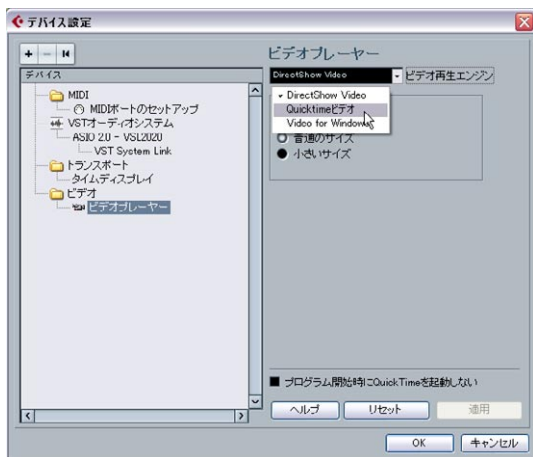 デバイス設定
デバイス
MIDI
MIDIポートのセットアップ
VSTオーディオシステム
ASIO 2.0 - VSL2020
VST System Link
トランスポート
タイムディスプレイ
ビデオ
ビデオプレーヤー
ビデオプレーヤー
DirectShow Video
ビデオ再生エンジン
DirectShow Video
Quicktimeビデオ
Video for Windows
普通のサイズ
小さいサイズ
プログラム開始時にQuickTimeを起動しない
ヘルプ
リセット
適用
OK
キャンセル